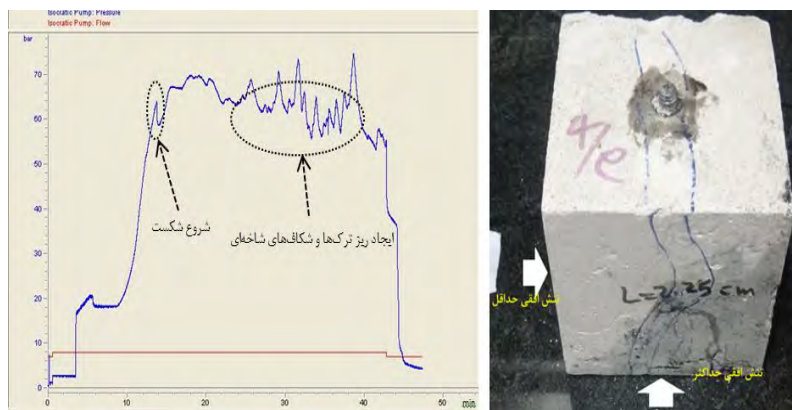 Isocratic Pump: Pressure
Isocratic Pump: Flow
bar
70
60
50
40
30
20
10
0
0
10
20
30
40
50
min
شروع شکست
ایجاد ریز ترک‌ها و شکاف‌های شاخه‌ای
4/e
L=2.25 cm
تنش افقی حداقل
تنش افقی حداکثر